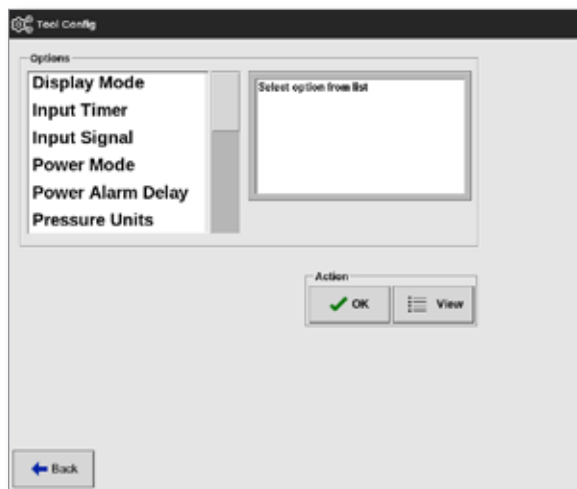 Tool Config
Options
Display Mode
Input Timer
Input Signal
Power Mode
Power Alarm Delay
Pressure Units
Select option from list
Action
OK
View
Back